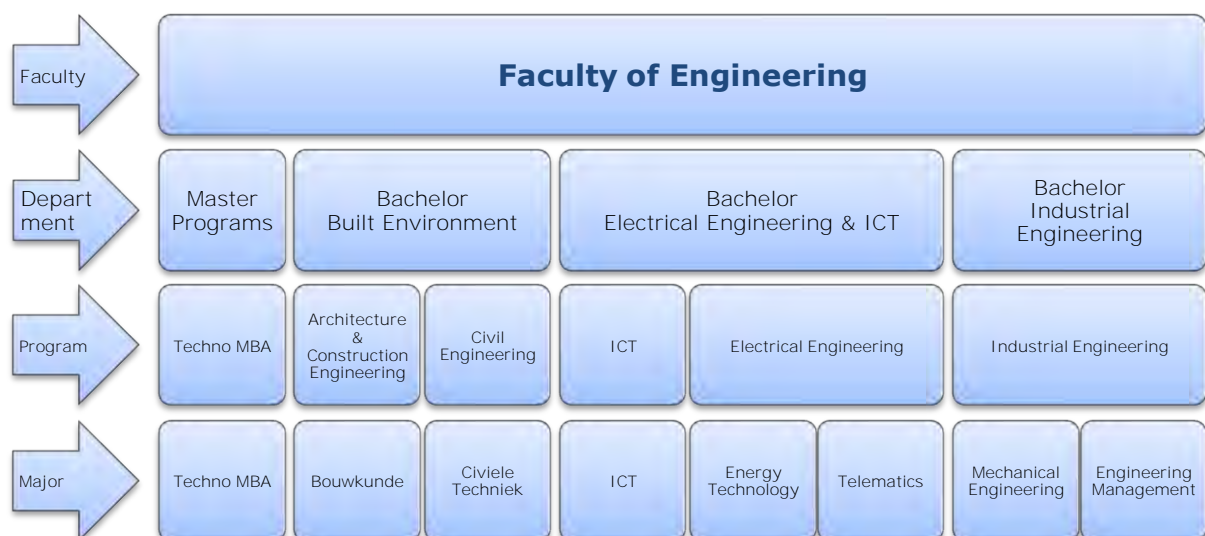 Faculty
Faculty of Engineering
Depart
ment
Master
Programs
Bachelor
Built Environment
Bachelor
Electrical Engineering & ICT
Bachelor
Industrial
Engineering
Program
Techno MBA
Architecture
&
Construction
Engineering
Civil
Engineering
ICT
Electrical Engineering
Industrial Engineering
Major
Techno MBA
Bouwkunde
Civiele
Techniek
ICT
Energy
Technology
Telematics
Mechanical
Engineering
Engineering
Management